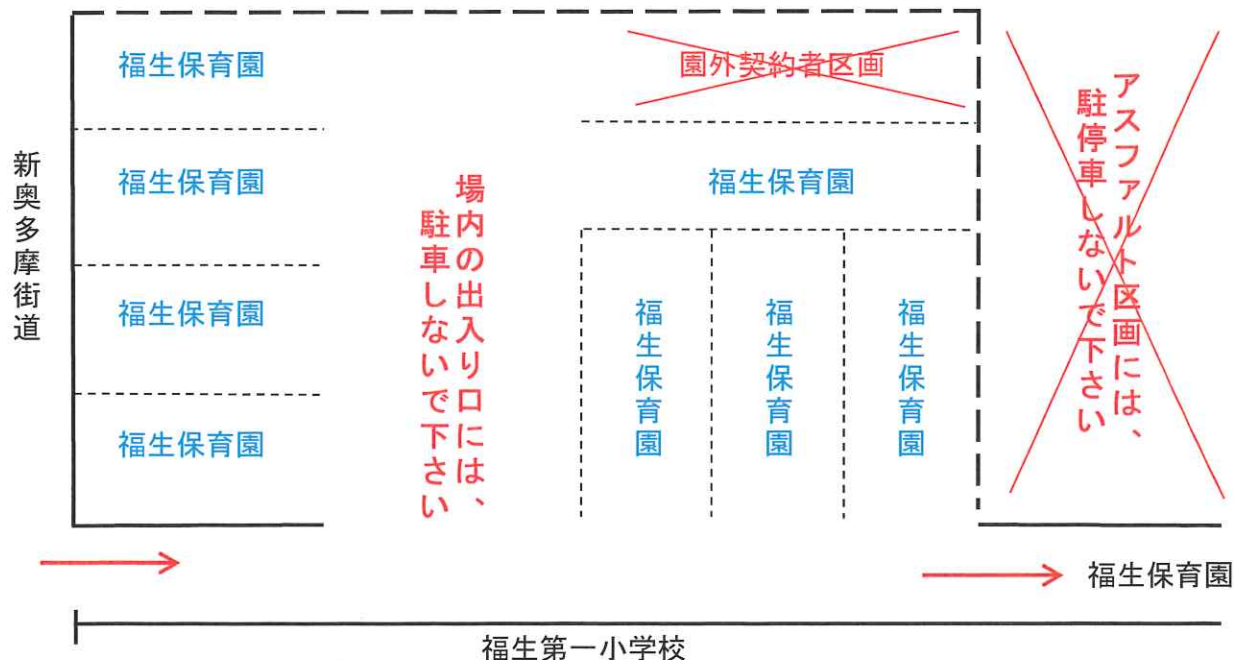 福生保育園
園外契約者区画
アスファルト区画には、
駐停車しないで下さい
新奥多摩街道
福生保育園
福生保育園
場内の出入り口には、
駐車しないで下さい
福生保育園
福生保育園
福生保育園
福生保育園
福生保育園
福生保育園
福生第一小学校